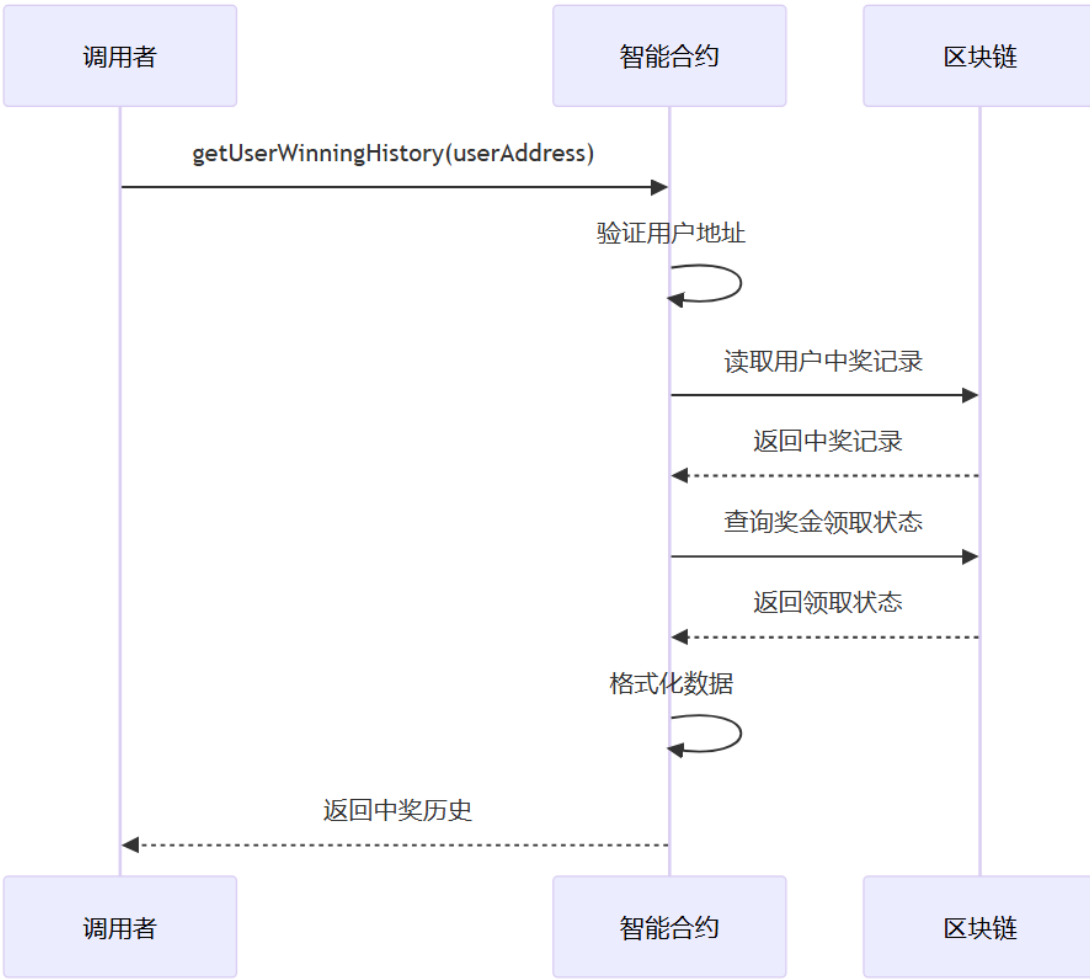 调用者
智能合约
区块链
getUserWinningHistory(userAddress)
验证用户地址
读取用户中奖记录
返回中奖记录
查询奖金领取状态
返回领取状态
格式化数据
返回中奖历史
调用者
智能合约
区块链